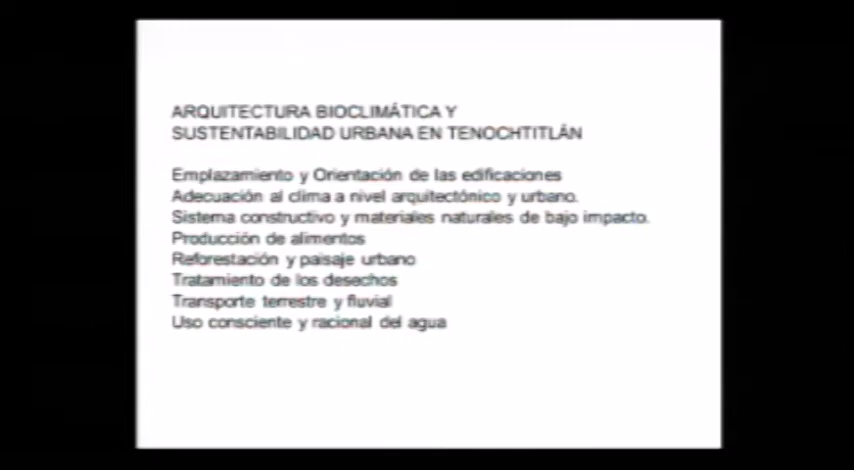 ARQUITECTURA BIOCLIMÁTICA Y
SUSTENTABILIDAD URBANA EN TENOCHTITLÁN
Emplazamiento y Orientación de las edificaciones
Adecuación al clima a nivel arquitectónico y urbano.
Sistema constructivo y materiales naturales de bajo impacto.
Producción de alimentos
Reforestación y paisaje urbano
Tratamiento de los desechos
Transporte terrestre y fluvial
Uso consciente y racional del agua